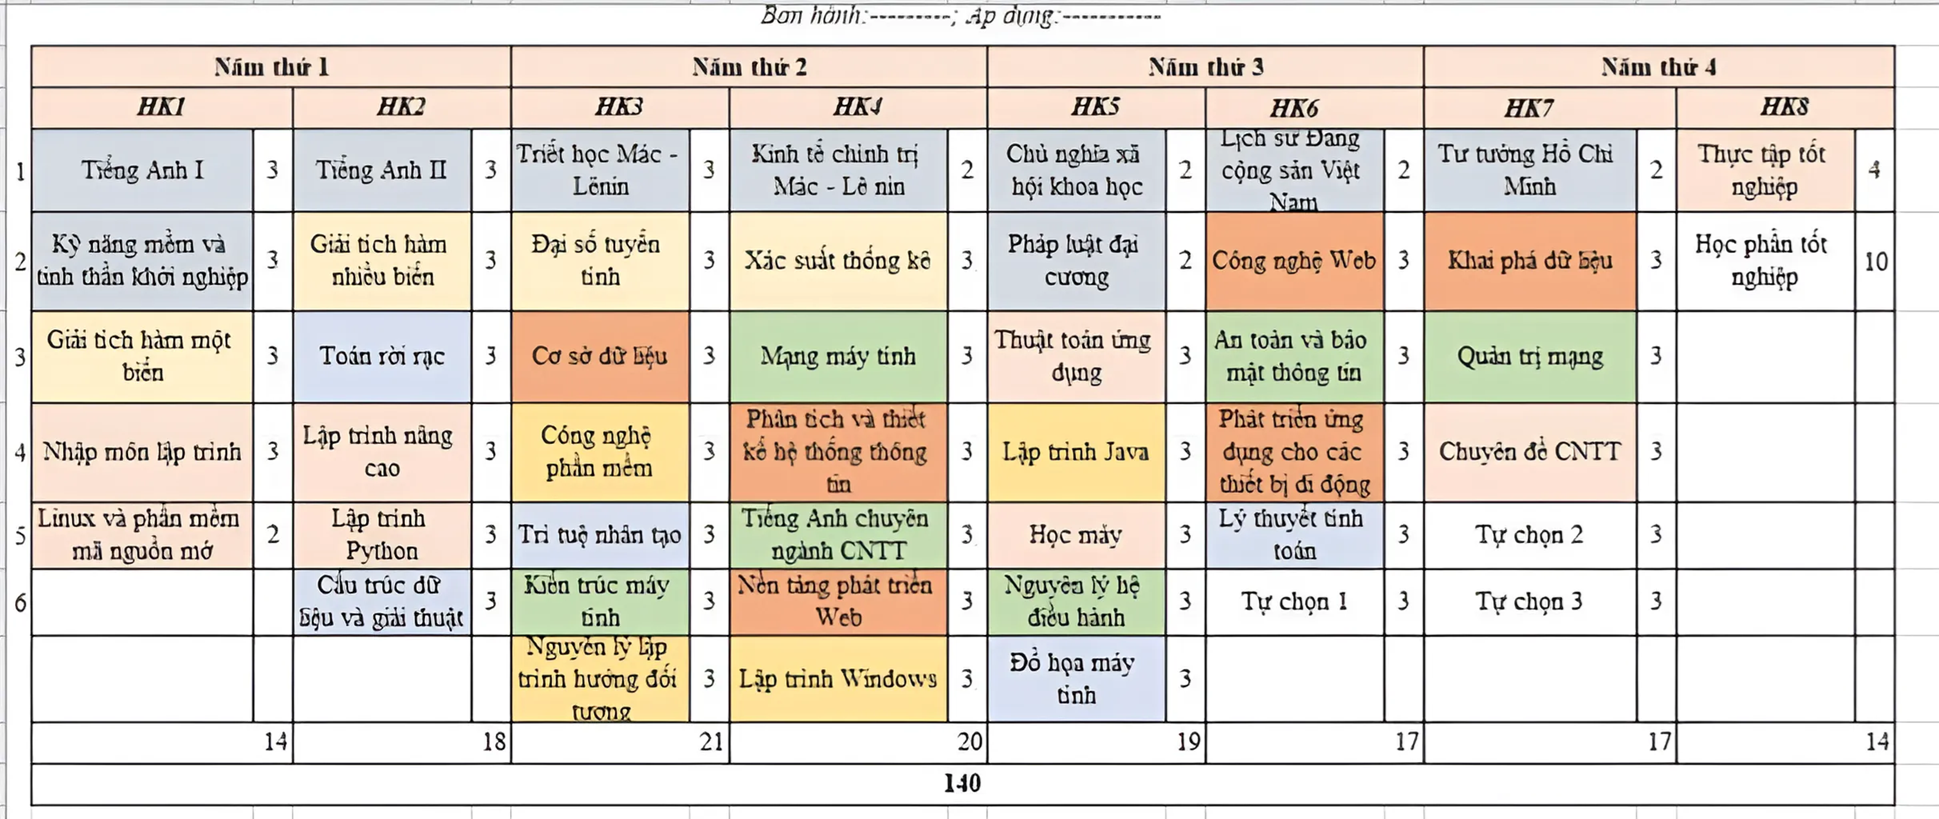 Ban hành:---------; Áp dụng:-----------
Năm thứ 1 Năm thứ 2 Năm thứ 3 Năm thứ 4
HK1 HK2 HK3 HK4 HK5 HK6 HK7 HK8
1 Tiếng Anh I 3 Tiếng Anh II 3 Triết học Mác - Lênin 3 Kinh tế chính trị Mác - Lê nin 2 Chủ nghĩa xã hội khoa học 2 Lịch sử Đảng cộng sản Việt Nam 2 Tư tưởng Hồ Chí Minh 2 Thực tập tốt nghiệp 4
2 Kỹ năng mềm và tinh thần khởi nghiệp 3 Giải tích hàm nhiều biến 3 Đại số tuyến tính 3 Xác suất thống kê 3 Pháp luật đại cương 2 Công nghệ Web 3 Khai phá dữ liệu 3 Học phần tốt nghiệp 10
3 Giải tích hàm một biến 3 Toán rời rạc 3 Cơ sở dữ liệu 3 Mạng máy tính 3 Thuật toán ứng dụng 3 An toàn và bảo mật thông tin 3 Quản trị mạng 3
4 Nhập môn lập trình 3 Lập trình nâng cao 3 Công nghệ phần mềm 3 Phân tích và thiết kế hệ thống thông tin 3 Lập trình Java 3 Phát triển ứng dụng cho các thiết bị di động 3 Chuyên đề CNTT 3
5 Linux và phần mềm mã nguồn mở 2 Lập trình Python 3 Trí tuệ nhân tạo 3 Tiếng Anh chuyên ngành CNTT 3 Học máy 3 Lý thuyết tính toán 3 Tự chọn 2 3
6 Cấu trúc dữ liệu và giải thuật 3 Kiến trúc máy tính 3 Nền tảng phát triển Web 3 Nguyên lý hệ điều hành 3 Tự chọn 1 3 Tự chọn 3 3
Nguyên lý lập trình hướng đối tượng 3 Lập trình Windows 3 Đồ họa máy tính 3
14 18 21 20 19 17 17 14
140